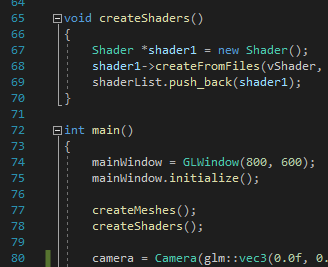 64
65 void createShaders()
66 {
67 Shader *shader1 = new Shader();
68 shader1->createFromFiles(vShader,
69 shaderList.push_back(shader1);
70 }
71
72 int main()
73 {
74 mainWindow = GLWindow(800, 600);
75 mainWindow.initialize();
76
77 createMeshes();
78 createShaders();
79
80 camera = Camera(glm::vec3(0.0f, 0.